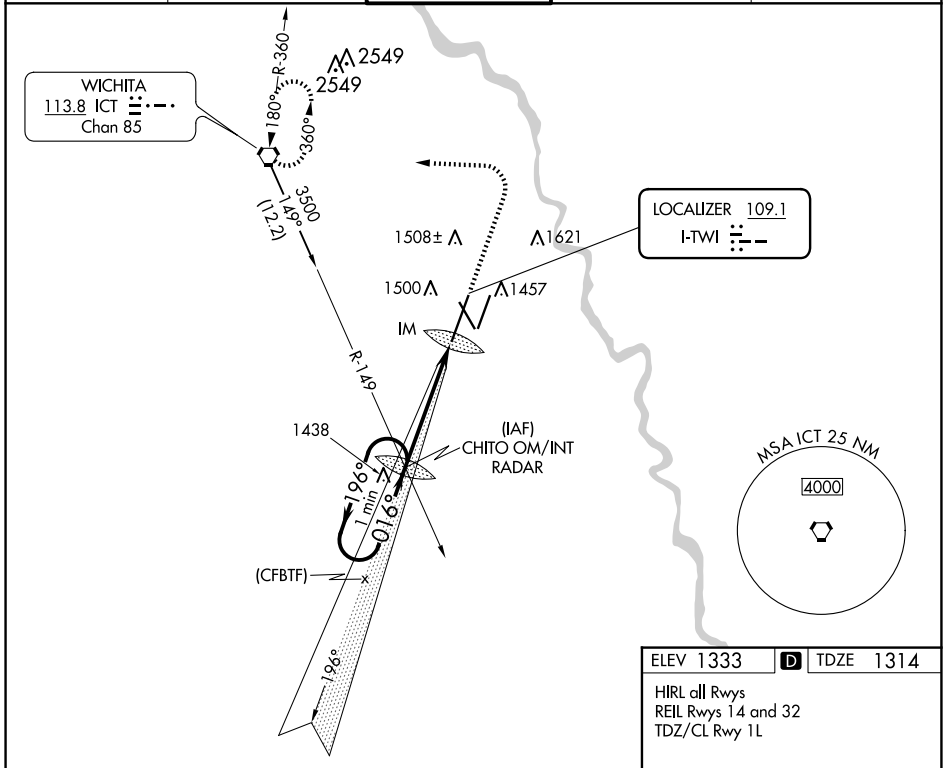 R-360
2549
2549
180°
360°
WICHITA
113.8 ICT
Chan 85
3500
149°
(12.2)
LOCALIZER 109.1
I-TWI
1508±
1621
1500
1457
IM
R-149
1438
(IAF)
CHITO OM/INT
RADAR
196°
1 min
016°
(CFBTF)
x
196°
MSA ICT 25 NM
4000
ELEV 1333 D TDZE 1314
HIRL all Rwys
REIL Rwys 14 and 32
TDZ/CL Rwy 1L